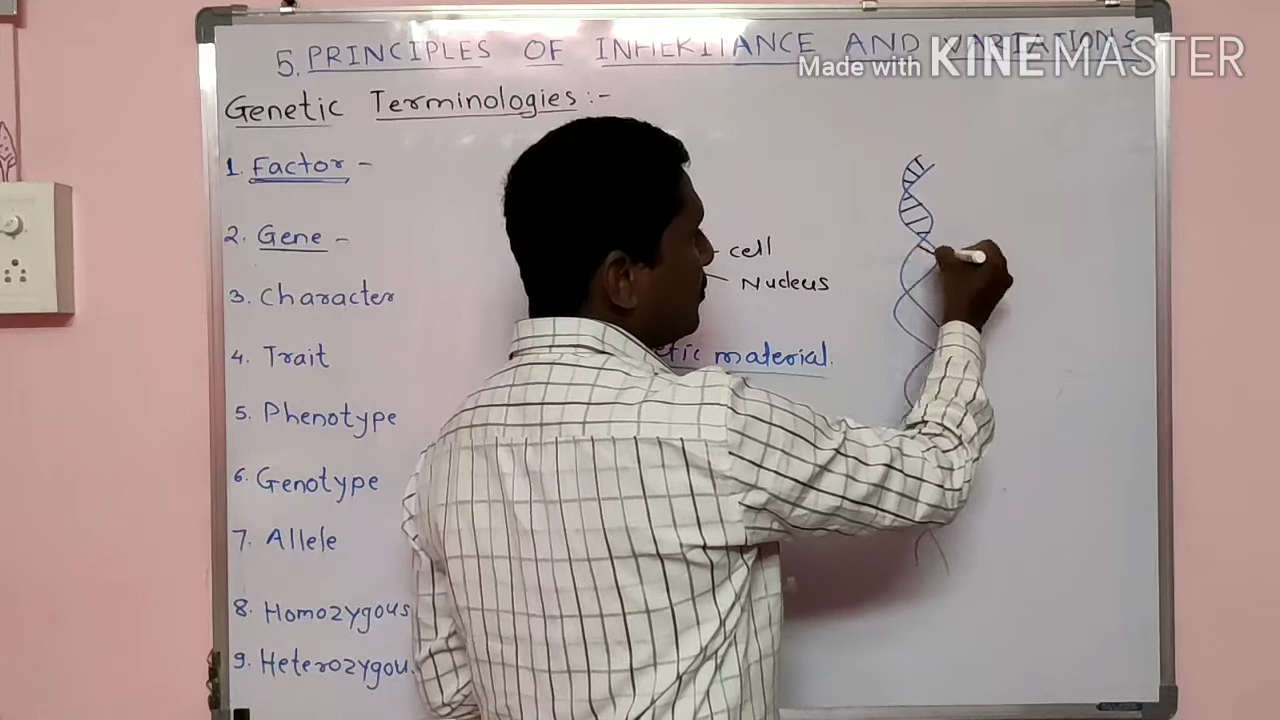 5. PRINCIPLES OF INHERITANCE AND VARIATIONS
Made with KINEMASTER
Genetic Terminologies :-
1. Factor -
2. Gene -
cell
Nucleus
3. Character
4. Trait
material.
5. Phenotype
6. Genotype
7. Allele
8. Homozygous
9. Heterozygou